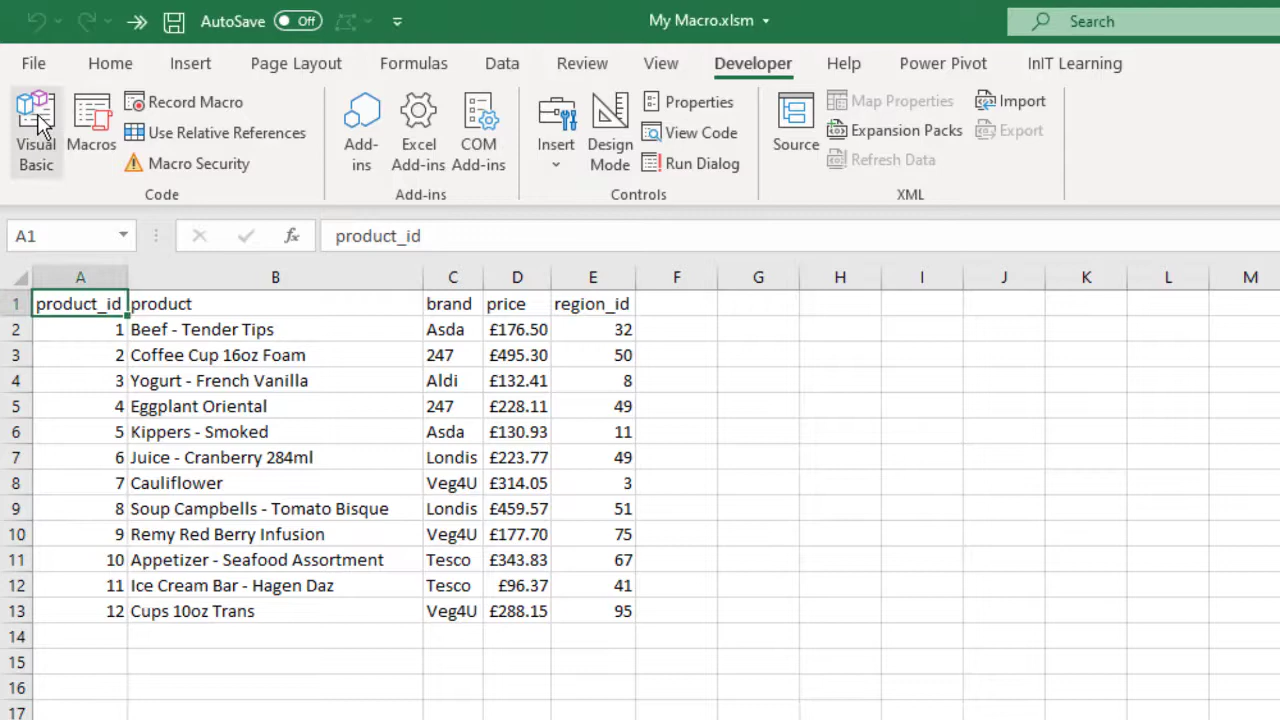 AutoSave Off My Macro.xlsm Search
File Home Insert Page Layout Formulas Data Review View Developer Help Power Pivot InIT Learning
Visual Basic
Macros
Record Macro
Use Relative References
Macro Security
Code
Add-ins
Excel Add-ins
COM Add-ins
Add-ins
Insert
Design Mode
Properties
View Code
Run Dialog
Controls
Source
Map Properties
Expansion Packs
Refresh Data
Import
Export
XML
A1 fx product_id
A B C D E F G H I J K L M
1 product_id product brand price region_id
2 1 Beef - Tender Tips Asda £176.50 32
3 2 Coffee Cup 16oz Foam 247 £495.30 50
4 3 Yogurt - French Vanilla Aldi £132.41 8
5 4 Eggplant Oriental 247 £228.11 49
6 5 Kippers - Smoked Asda £130.93 11
7 6 Juice - Cranberry 284ml Londis £223.77 49
8 7 Cauliflower Veg4U £314.05 3
9 8 Soup Campbells - Tomato Bisque Londis £459.57 51
10 9 Remy Red Berry Infusion Veg4U £177.70 75
11 10 Appetizer - Seafood Assortment Tesco £343.83 67
12 11 Ice Cream Bar - Hagen Daz Tesco £96.37 41
13 12 Cups 10oz Trans Veg4U £288.15 95
14
15
16
17